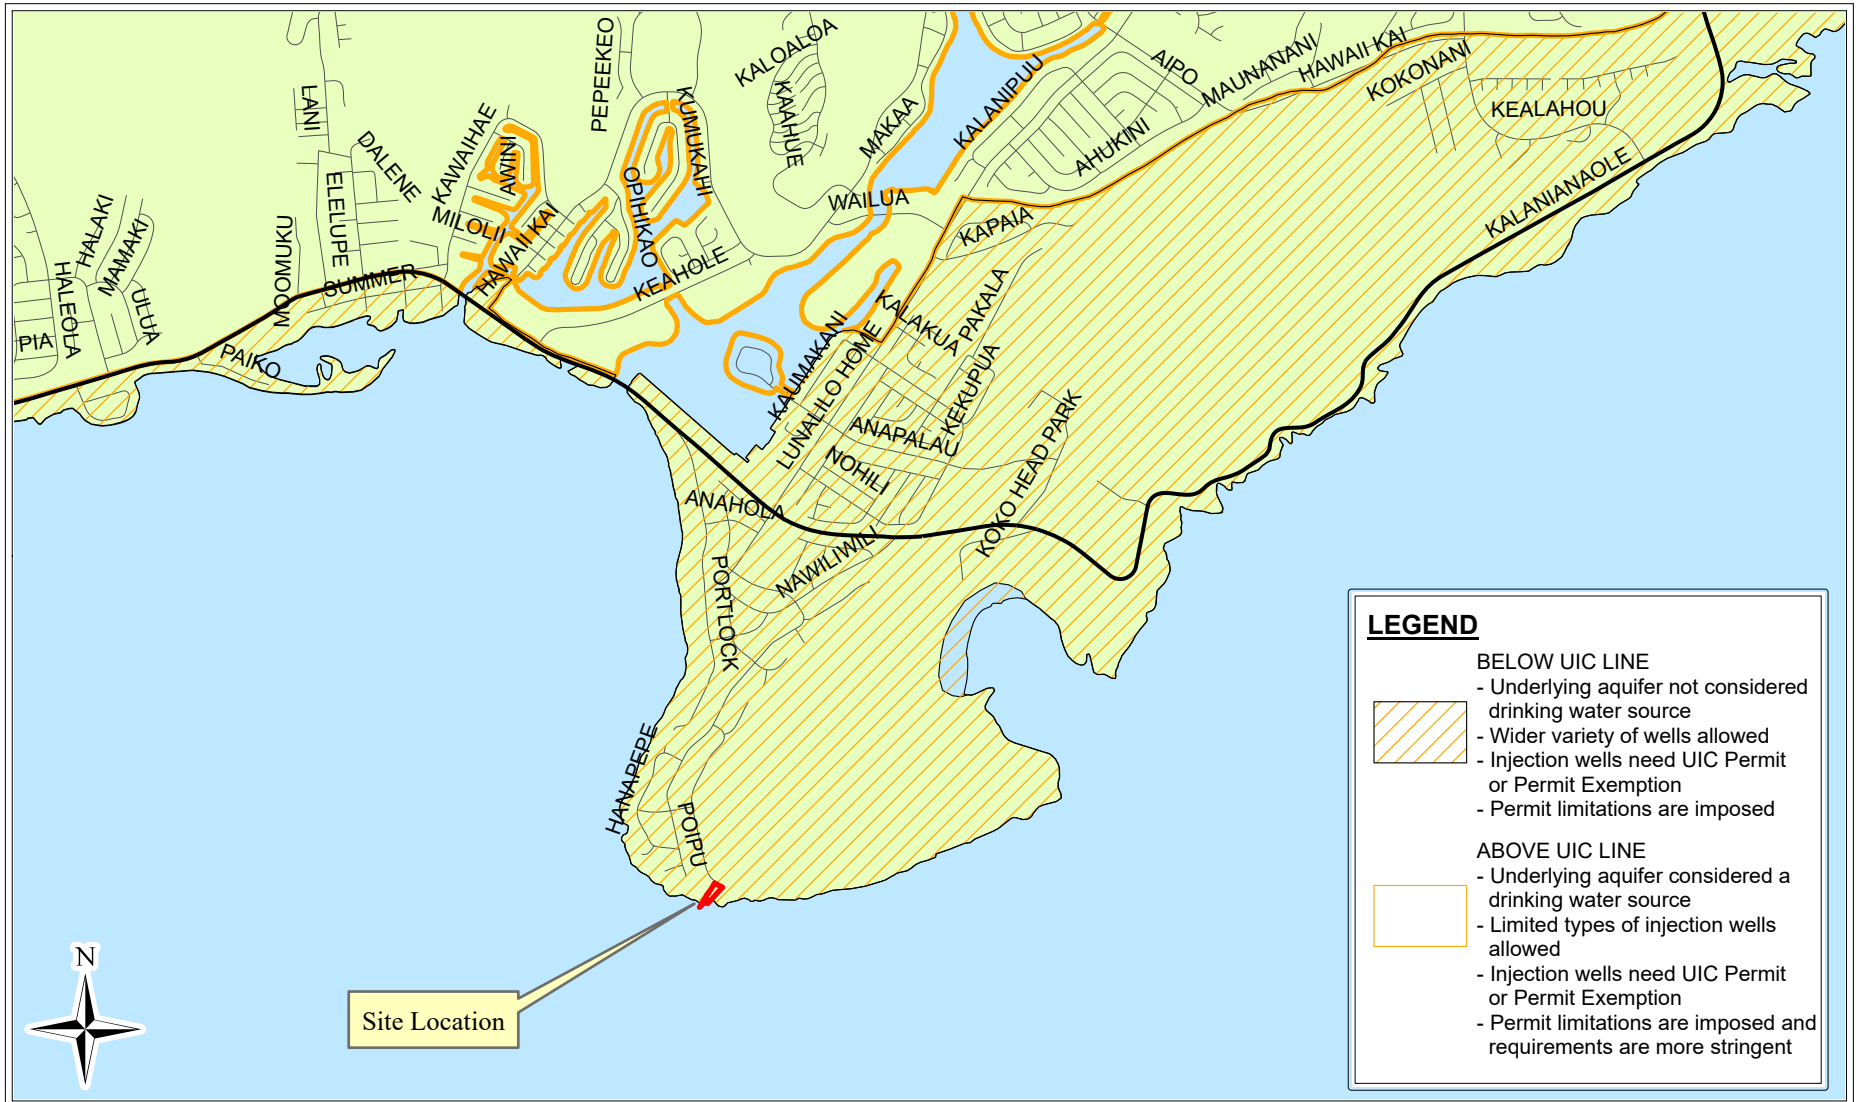 PEPEEKEO
KALOALOA
KAAHUE
KUMUKAHI
MAKAA
KALANIPUU
AIPO
MAUNANANI
HAWAII KAI
KOKONANI
KEALAHOU
AHUKINI
KALANIANAOLE
LANI
DALENE
KAWAIHAE
AWINI
ELELUPE
MILOLII
HAWAII KAI
OPIHIKAO
KEAHOLE
WAILUA
KAPAIA
HALAKI
MAMAKI
HALEOLA
ULUA
PIA
MOOMUKU
SUMMER
PAIKO
KALAKUA
PAKALA
KAUMAKANI
LUNALILO HOME
KEKUPUA
ANAPALAU
NOHILI
KOKO HEAD PARK
ANAHOLA
NAWILIWILI
PORTLOCK
HANAPEPE
POIPU
Site Location
N
LEGEND
BELOW UIC LINE
- Underlying aquifer not considered
drinking water source
- Wider variety of wells allowed
- Injection wells need UIC Permit
or Permit Exemption
- Permit limitations are imposed
ABOVE UIC LINE
- Underlying aquifer considered a
drinking water source
- Limited types of injection wells
allowed
- Injection wells need UIC Permit
or Permit Exemption
- Permit limitations are imposed and
requirements are more stringent